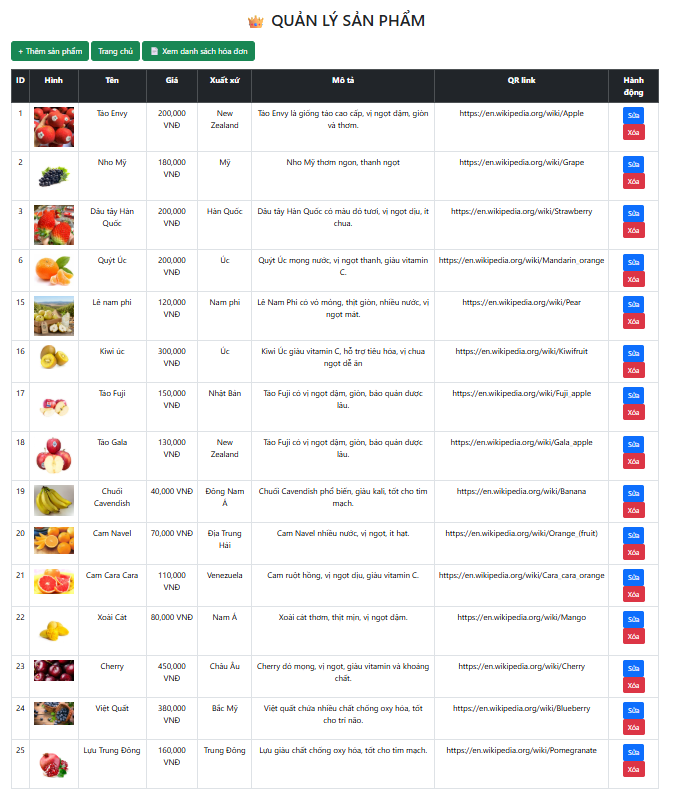 QUẢN LÝ SẢN PHẨM
+ Thêm sản phẩm Trang chủ Xem danh sách hóa đơn
ID Hình Tên Giá Xuất xứ Mô tả QR link Hành động
1 Táo Envy 200,000 VNĐ New Zealand Táo Envy là giống táo cao cấp, vị ngọt đậm, giòn và thơm. https://en.wikipedia.org/wiki/Apple Sửa Xóa
2 Nho Mỹ 180,000 VNĐ Mỹ Nho Mỹ thơm ngon, thanh ngọt https://en.wikipedia.org/wiki/Grape Sửa Xóa
3 Dâu tây Hàn Quốc 200,000 VNĐ Hàn Quốc Dâu tây Hàn Quốc có màu đỏ tươi, vị ngọt dịu, ít chua. https://en.wikipedia.org/wiki/Strawberry Sửa Xóa
6 Quýt Úc 200,000 VNĐ Úc Quýt Úc mọng nước, vị ngọt thanh, giàu vitamin C. https://en.wikipedia.org/wiki/Mandarin_orange Sửa Xóa
15 Lê nam phi 120,000 VNĐ Nam phi Lê Nam Phi có vỏ mỏng, thịt giòn, nhiều nước, vị ngọt mát. https://en.wikipedia.org/wiki/Pear Sửa Xóa
16 Kiwi úc 300,000 VNĐ Úc Kiwi Úc giàu vitamin C, hỗ trợ tiêu hóa, vị chua ngọt dễ ăn https://en.wikipedia.org/wiki/Kiwifruit Sửa Xóa
17 Táo Fuji 150,000 VNĐ Nhật Bản Táo Fuji có vị ngọt đậm, giòn, bảo quản được lâu. https://en.wikipedia.org/wiki/Fuji_apple Sửa Xóa
18 Táo Gala 130,000 VNĐ New Zealand Táo Fuji có vị ngọt đậm, giòn, bảo quản được lâu. https://en.wikipedia.org/wiki/Gala_apple Sửa Xóa
19 Chuối Cavendish 40,000 VNĐ Đông Nam Á Chuối Cavendish phổ biến, giàu kali, tốt cho tim mạch. https://en.wikipedia.org/wiki/Banana Sửa Xóa
20 Cam Navel 70,000 VNĐ Địa Trung Hải Cam Navel nhiều nước, vị ngọt, ít hạt. https://en.wikipedia.org/wiki/Orange_(fruit) Sửa Xóa
21 Cam Cara Cara 110,000 VNĐ Venezuela Cam ruột hồng, vị ngọt dịu, giàu vitamin C. https://en.wikipedia.org/wiki/Cara_cara_orange Sửa Xóa
22 Xoài Cát 80,000 VNĐ Nam Á Xoài cát thơm, thịt mịn, vị ngọt đậm. https://en.wikipedia.org/wiki/Mango Sửa Xóa
23 Cherry 450,000 VNĐ Châu Âu Cherry đỏ mọng, vị ngọt, giàu vitamin và khoáng chất. https://en.wikipedia.org/wiki/Cherry Sửa Xóa
24 Việt Quất 380,000 VNĐ Bắc Mỹ Việt quất chứa nhiều chất chống oxy hóa, tốt cho trí não. https://en.wikipedia.org/wiki/Blueberry Sửa Xóa
25 Lựu Trung Đông 160,000 VNĐ Trung Đông Lựu giàu chất chống oxy hóa, tốt cho tim mạch. https://en.wikipedia.org/wiki/Pomegranate Sửa Xóa